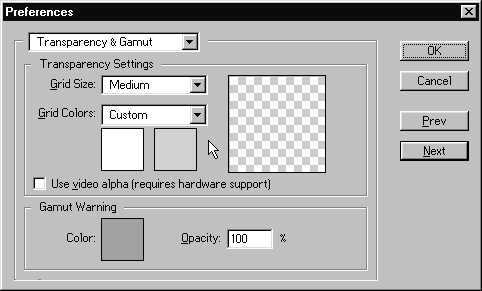 Preferences
Transparency & Gamut
OK
Transparency Settings
Grid Size: Medium
Cancel
Grid Colors: Custom
Prev
Next
Use video alpha (requires hardware support)
Gamut Warning
Color: Opacity: 100 %